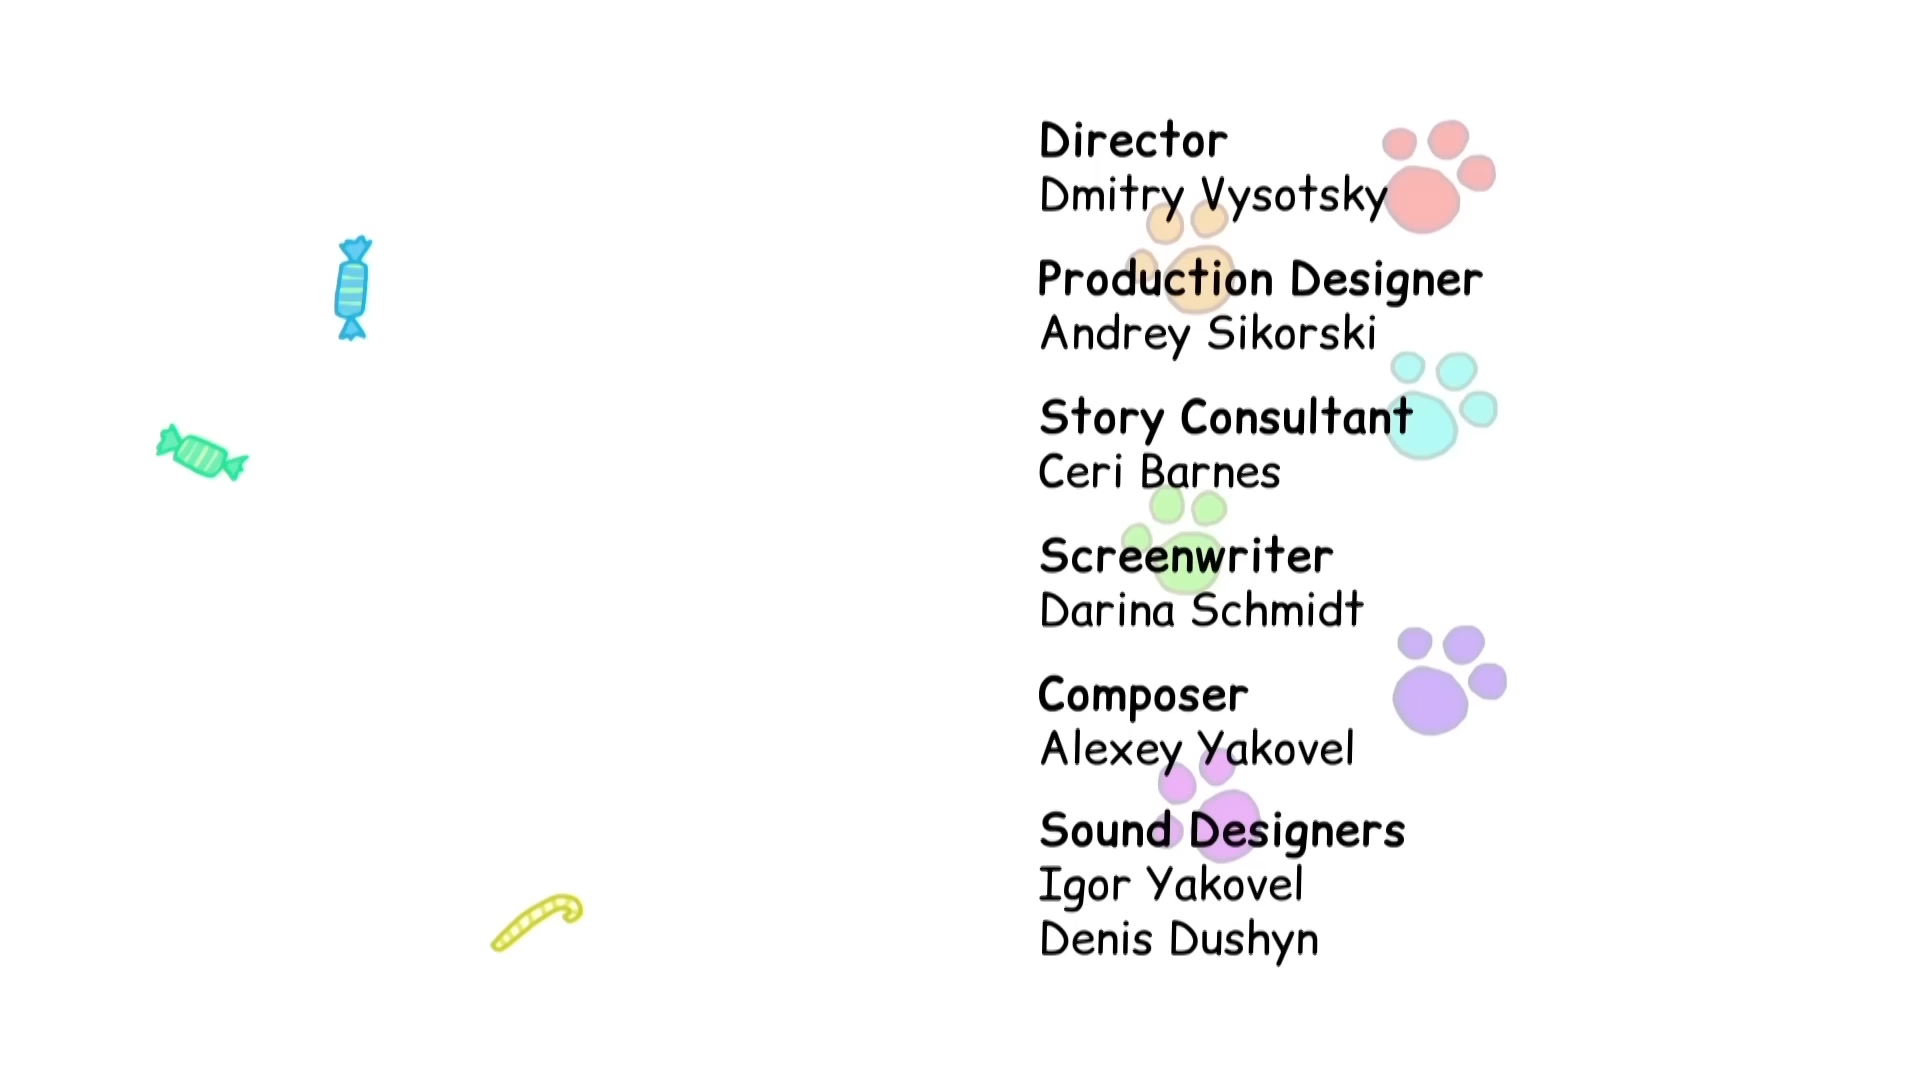 Director
Dmitry Vysotsky
Production Designer
Andrey Sikorski
Story Consultant
Ceri Barnes
Screenwriter
Darina Schmidt
Composer
Alexey Yakovel
Sound Designers
Igor Yakovel
Denis Dushyn